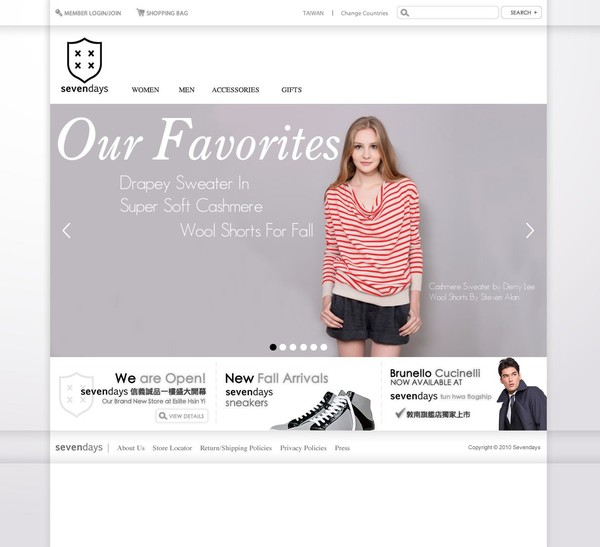 MEMBER LOGIN/JOIN
SHOPPING BAG
TAIWAN | Change Countries
SEARCH
sevendays
WOMEN MEN ACCESSORIES GIFTS
Our Favorites
Drapey Sweater In
Super Soft Cashmere
Wool Shorts For Fall
Cashmere Sweater by Demy Lee
Wool Shorts By Steven Alan
We are Open!
sevendays 信義誠品一樓盛大開幕
Our Brand New Store at Eslite Hsin Yi
VIEW DETAILS
New Fall Arrivals
sevendays
sneakers
Brunello Cucinelli
NOW AVAILABLE AT
sevendays tun hwa flagship
敦南旗艦店獨家上市
sevendays | About Us Store Locator Return/Shipping Policies Privacy Policies Press
Copyright © 2010 Sevendays